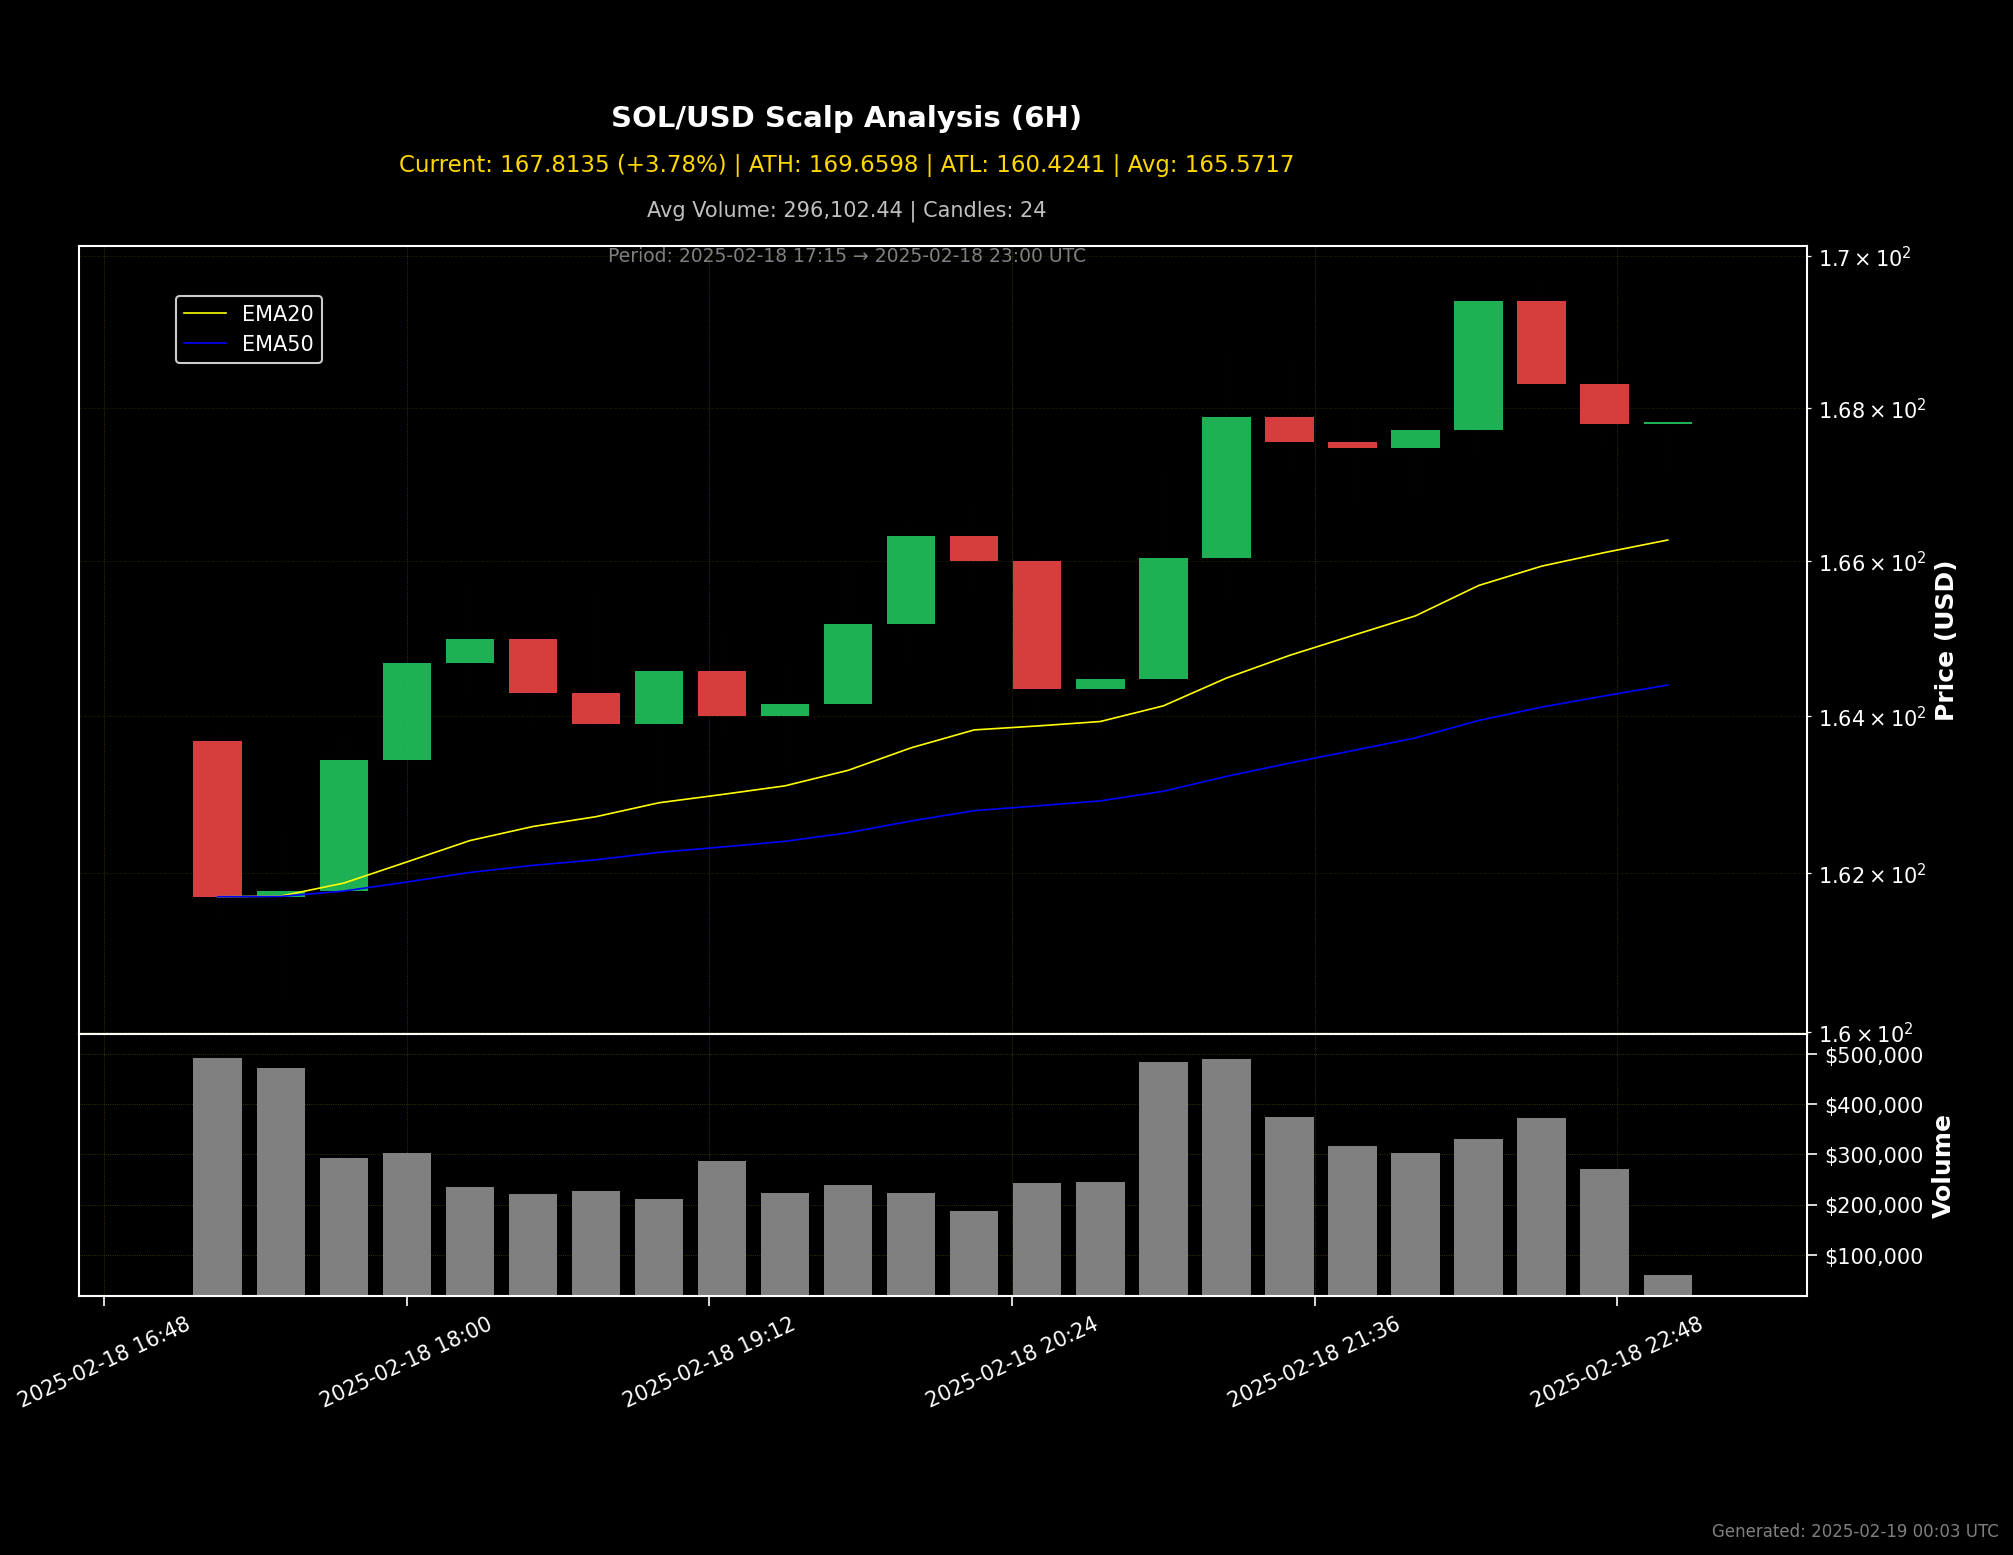 SOL/USD Scalp Analysis (6H)
Current: 167.8135 (+3.78%) | ATH: 169.6598 | ATL: 160.4241 | Avg: 165.5717
Avg Volume: 296,102.44 | Candles: 24
Period: 2025-02-18 17:15 → 2025-02-18 23:00 UTC
EMA20
EMA50
1.7 × 10²
1.68 × 10²
1.66 × 10²
1.64 × 10²
1.62 × 10²
1.6 × 10²
Price (USD)
$500,000
$400,000
$300,000
$200,000
$100,000
Volume
2025-02-18 16:48
2025-02-18 18:00
2025-02-18 19:12
2025-02-18 20:24
2025-02-18 21:36
2025-02-18 22:48
Generated: 2025-02-19 00:03 UTC